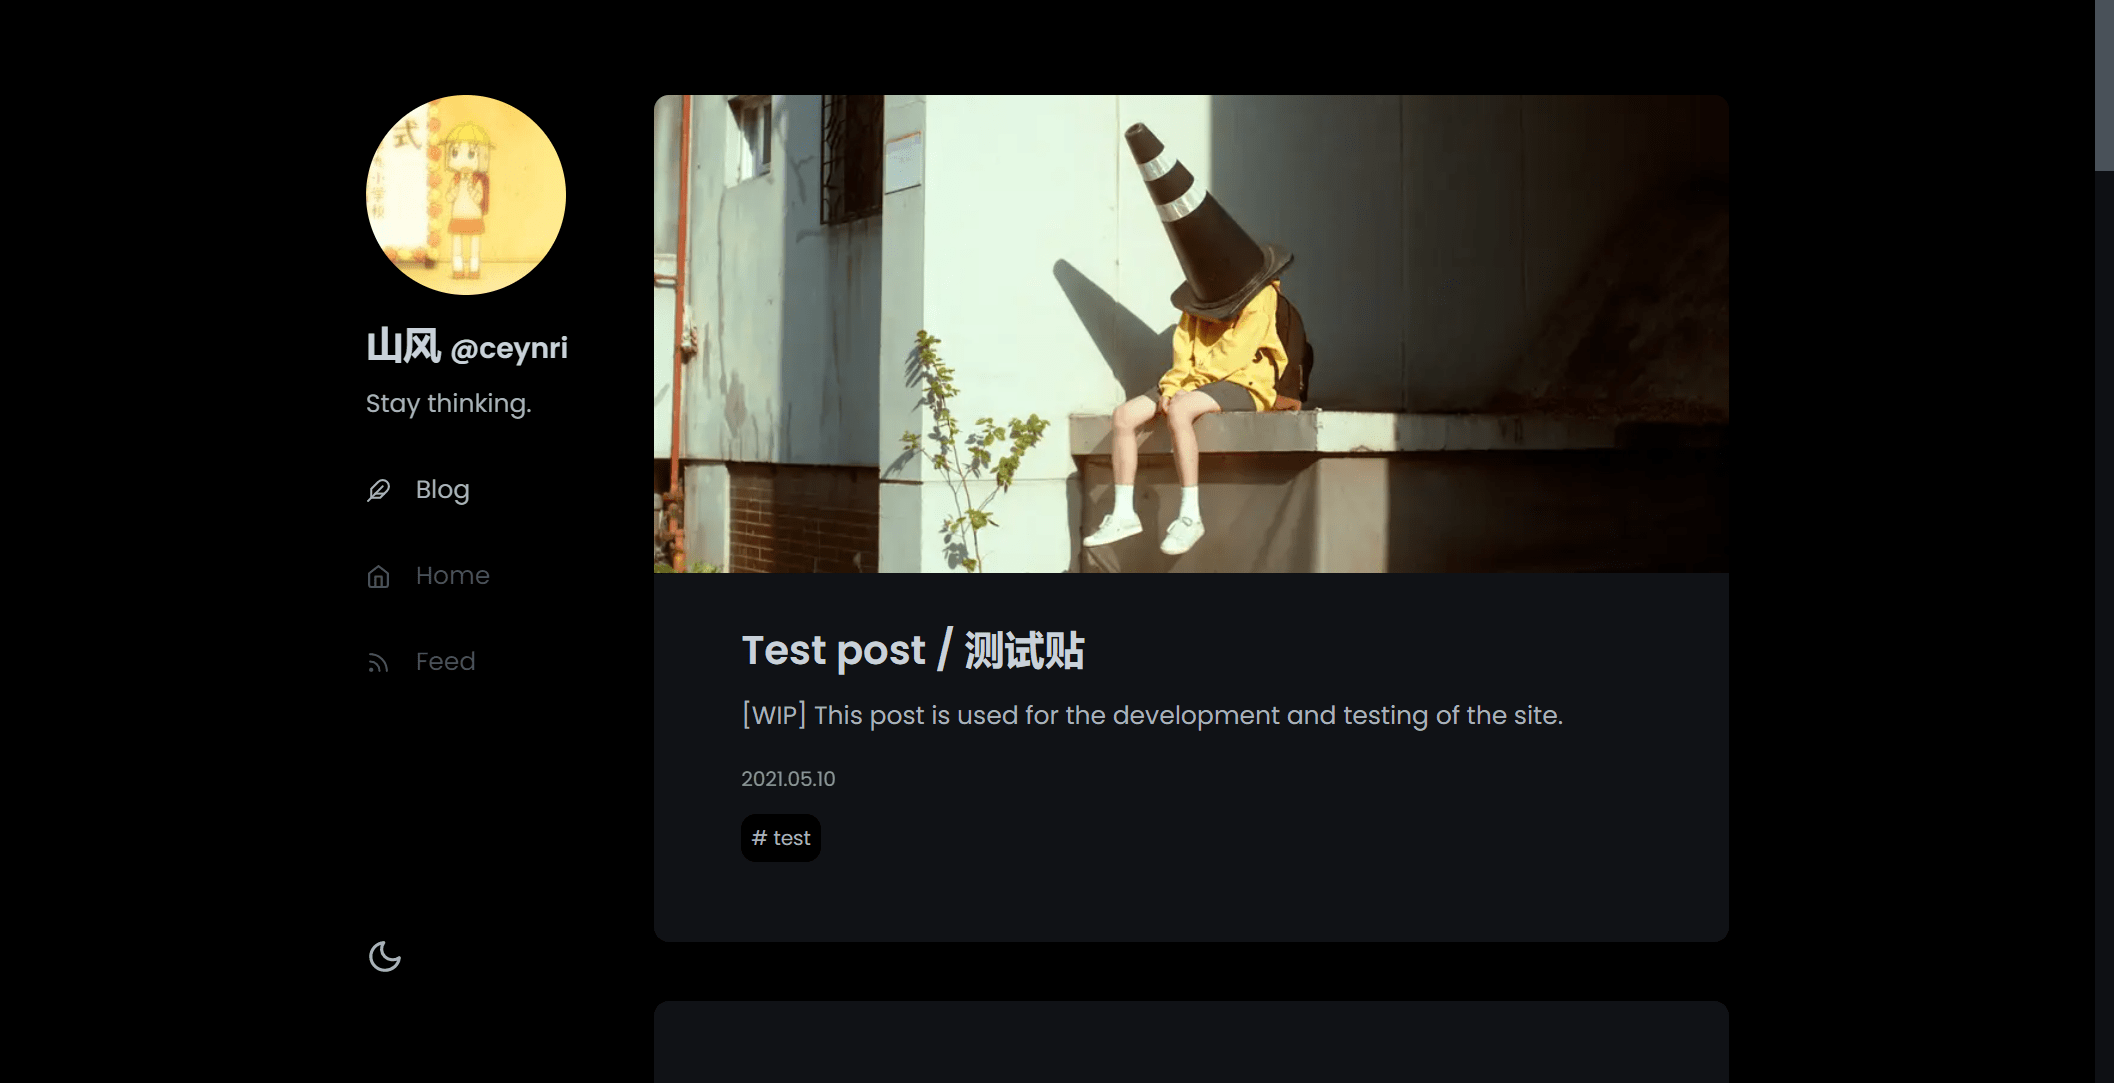 山风 @ceynri
Stay thinking.
Blog
Home
Feed
Test post / 测试贴
[WIP] This post is used for the development and testing of the site.
2021.05.10
# test